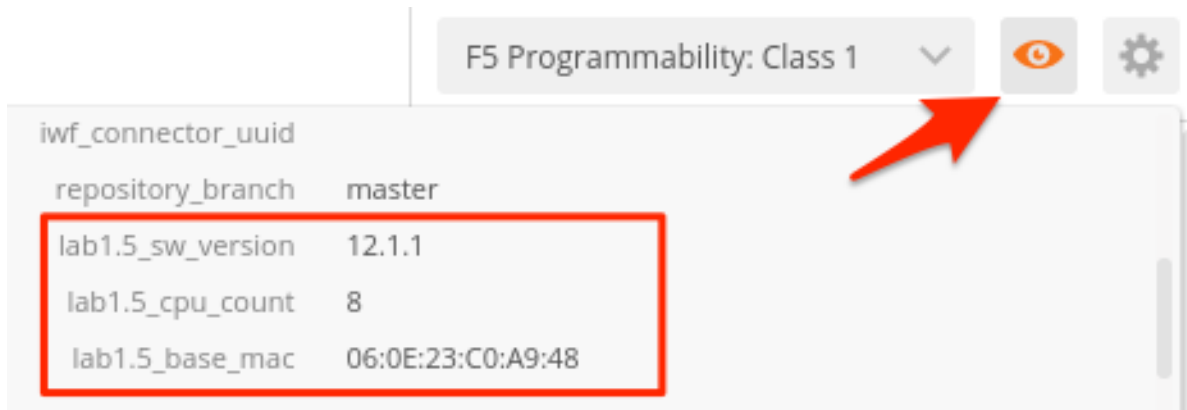 F5 Programmability: Class 1
iwf_connector_uuid
repository_branch master
lab1.5_sw_version 12.1.1
lab1.5_cpu_count 8
lab1.5_base_mac 06:0E:23:C0:A9:48